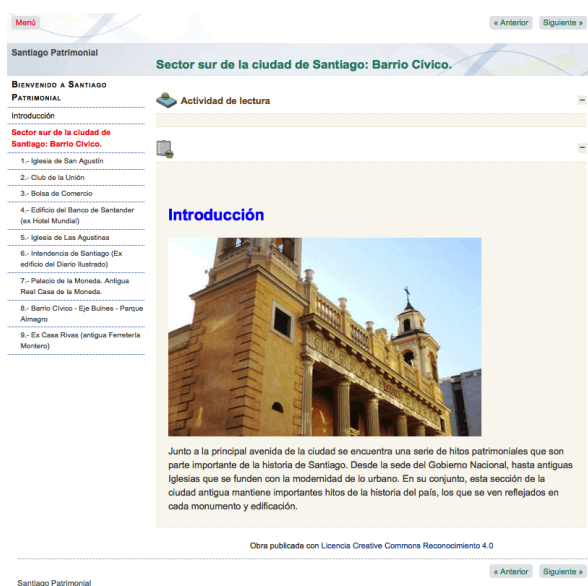 Menú
« Anterior Siguiente »
Santiago Patrimonial
Sector sur de la ciudad de Santiago: Barrio Cívico.
Bienvenido a Santiago
Patrimonial
Introducción
Sector sur de la ciudad de
Santiago: Barrio Cívico.
1.- Iglesia de San Agustín
2.- Club de la Unión
3.- Bolsa de Comercio
4.- Edificio del Banco de Santander
(ex Hotel Mundial)
5.- Iglesia de Las Agustinas
6.- Intendencia de Santiago (Ex
edificio del Diario Ilustrado)
7.- Palacio de la Moneda. Antigua
Real Casa de la Moneda.
8.- Barrio Cívico - Eje Bulnes - Parque
Almagro
9.- Ex Casa Rivas (antigua Ferretería
Montero)
Actividad de lectura
Introducción
Junto a la principal avenida de la ciudad se encuentra una serie de hitos patrimoniales que son
parte importante de la historia de Santiago. Desde la sede del Gobierno Nacional, hasta antiguas
Iglesias que se funden con la modernidad de lo urbano. En su conjunto, esta sección de la
ciudad antigua mantiene importantes hitos de la historia del país, los que se ven reflejados en
cada monumento y edificación.
Obra publicada con Licencia Creative Commons Reconocimiento 4.0
« Anterior Siguiente »
Santiago Patrimonial